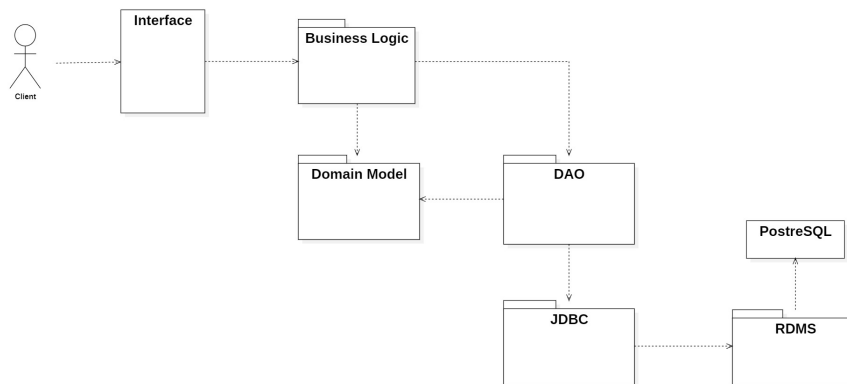 Interface
Business Logic
Client
Domain Model
DAO
PostreSQL
JDBC
RDMS